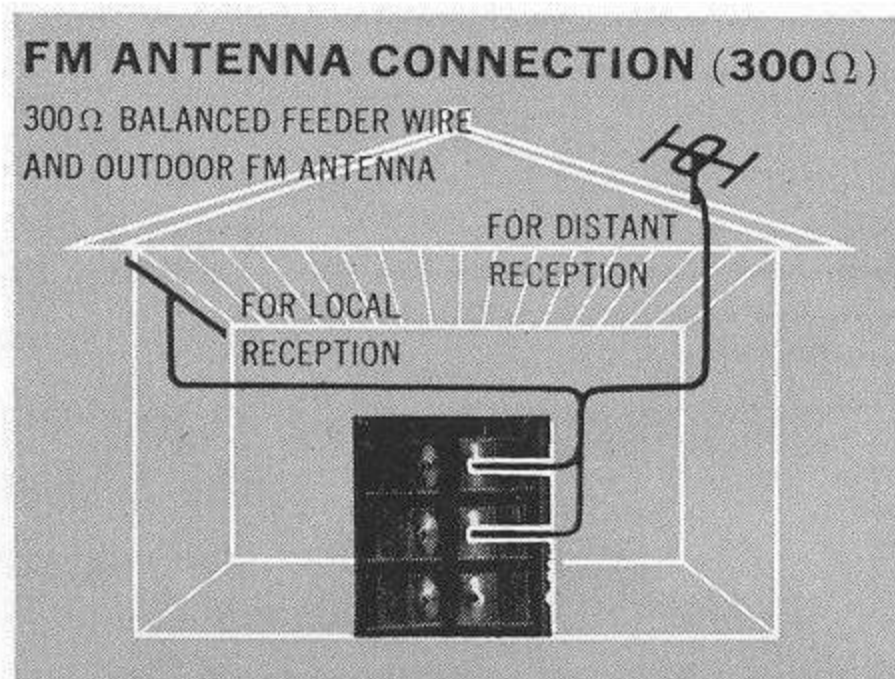 FM ANTENNA CONNECTION (300Ω)
300Ω BALANCED FEEDER WIRE
AND OUTDOOR FM ANTENNA
FOR DISTANT
RECEPTION
FOR LOCAL
RECEPTION